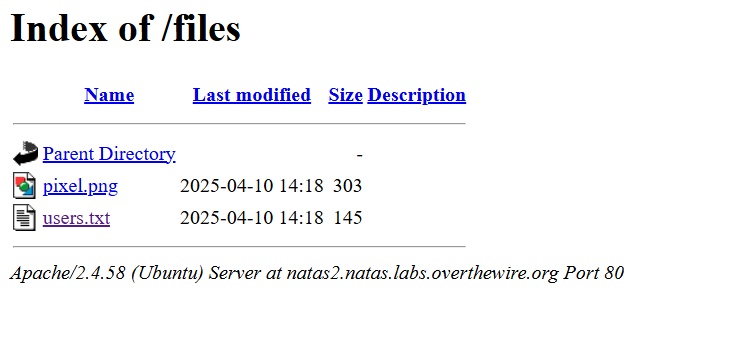 Index of /files
Name Last modified Size Description
Parent Directory -
pixel.png 2025-04-10 14:18 303
users.txt 2025-04-10 14:18 145
Apache/2.4.58 (Ubuntu) Server at natas2.natas.labs.overthewire.org Port 80